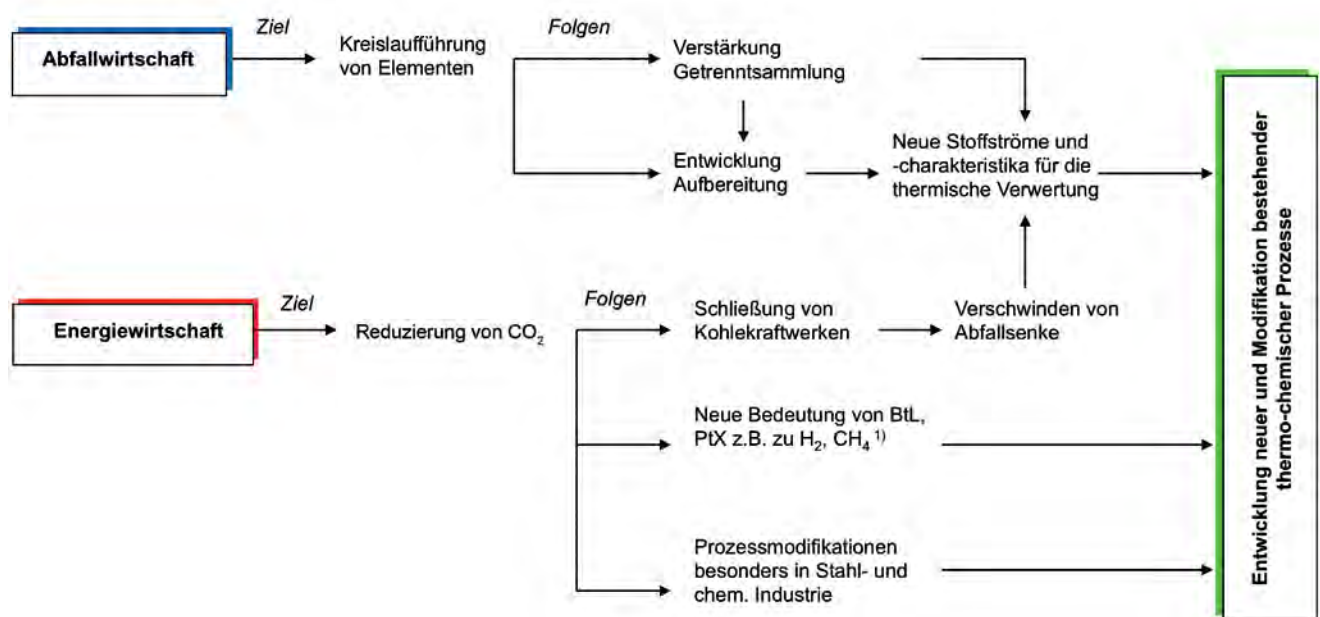 Ziel
Folgen
Abfallwirtschaft
Kreislaufführung
von Elementen
Verstärkung
Getrenntsammlung
Entwicklung
Aufbereitung
Neue Stoffströme und
-charakteristika für die
thermische Verwertung
Ziel
Folgen
Energiewirtschaft
Reduzierung von CO₂
Schließung von
Kohlekraftwerken
Verschwinden von
Abfallsenke
Neue Bedeutung von BtL,
PtX z.B. zu H₂, CH₄ ¹⁾
Prozessmodifikationen
besonders in Stahl- und
chem. Industrie
Entwicklung neuer und Modifikation bestehender
thermo-chemischer Prozesse